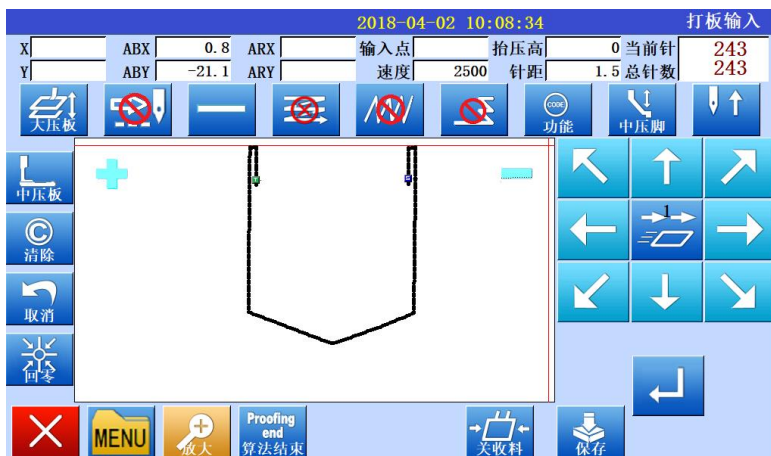 2018-04-02 10:08:34 打板输入
X ABX 0.8 ARX 输入点 抬压高 0 当前针 243
Y ABY -21.1 ARY 速度 2500 针距 1.5 总针数 243
大压板 CODE 功能 中压脚
中压板
1
C
清除
取消
回零
MENU
放大
Proofing
end
算法结束
关收料
保存